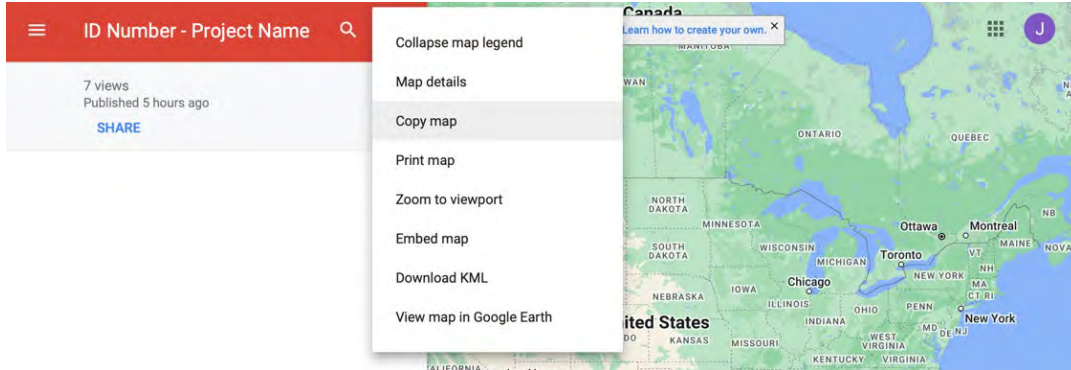 ID Number - Project Name
7 views
Published 5 hours ago
SHARE
Collapse map legend
Map details
Copy map
Print map
Zoom to viewport
Embed map
Download KML
View map in Google Earth
Canada
Learn how to create your own. ×
J
MANITOBA
WAN
ONTARIO
QUEBEC
NORTH
DAKOTA
MINNESOTA
Ottawa
Montreal
NB
SOUTH
DAKOTA
WISCONSIN
MICHIGAN
Toronto
VT
MAINE
NOVA
NH
NEW YORK
MA
CT RI
Chicago
IOWA
NEBRASKA
ILLINOIS
INDIANA
OHIO
PENN
New York
ited States
KANSAS
MISSOURI
WEST
VIRGINIA
MD
DE
NJ
KENTUCKY
VIRGINIA